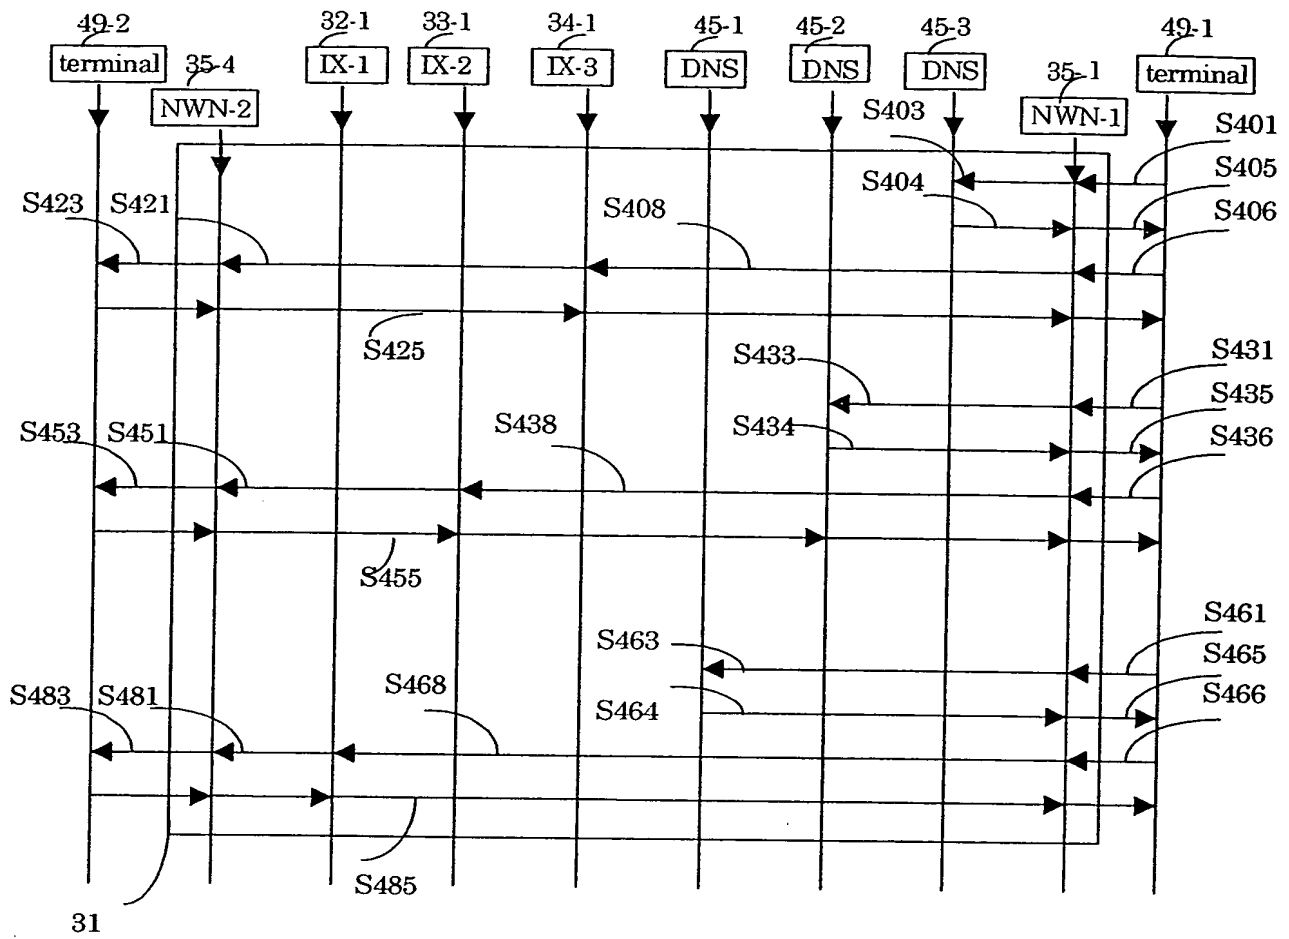 49-2 32-1 33-1 34-1 45-1 45-2 45-3 49-1
terminal 35-4 IX-1 IX-2 IX-3 DNS DNS DNS 35-1 terminal
NWN-2 NWN-1
S403 S401
S404 S405
S423 S421 S408 S406
S425
S433 S431
S434 S435
S453 S451 S438 S436
S455
S463 S461
S465
S483 S481 S468 S464 S466
S485
31